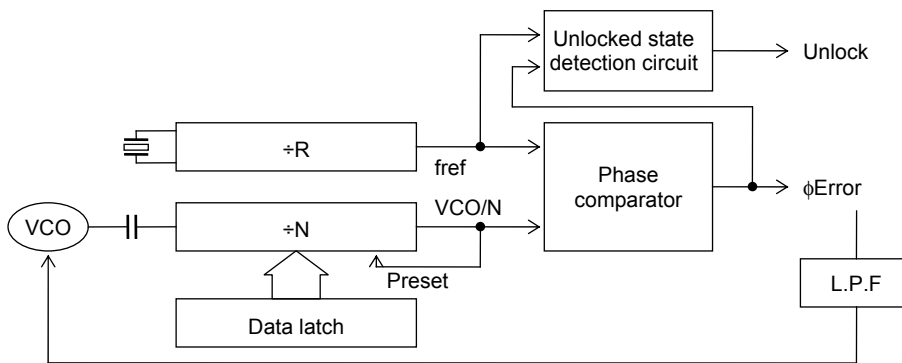 Unlocked state
detection circuit
Unlock
÷R
fref
Phase
comparator
ϕError
VCO
÷N
VCO/N
Preset
L.P.F
Data latch